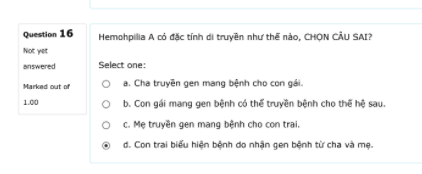 Question 16
Not yet
answered
Marked out of
1.00
Hemohpilia A có đặc tính di truyền như thế nào, CHỌN CÂU SAI?
Select one:
a. Cha truyền gen mang bệnh cho con gái.
b. Con gái mang gen bệnh có thể truyền bệnh cho thế hệ sau.
c. Mẹ truyền gen mang bệnh cho con trai.
d. Con trai biểu hiện bệnh do nhận gen bệnh từ cha và mẹ.